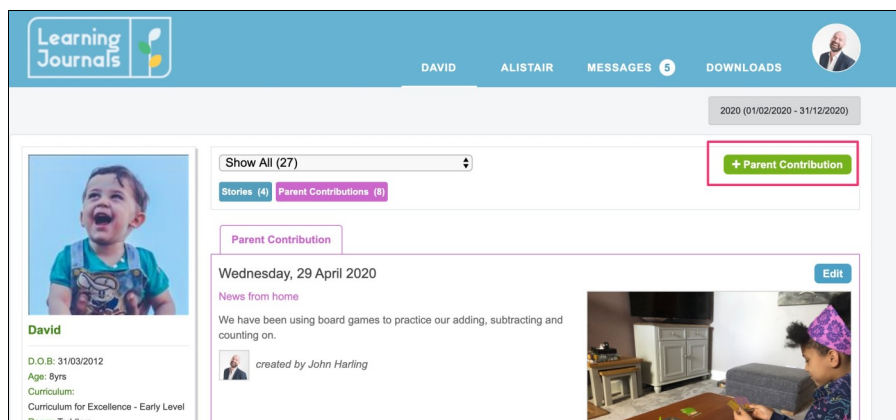 Learning
Journals
DAVID
ALISTAIR
MESSAGES 5
DOWNLOADS
2020 (01/02/2020 - 31/12/2020)
Show All (27)
+ Parent Contribution
Stories (4) Parent Contributions (8)
Parent Contribution
Wednesday, 29 April 2020
Edit
News from home
We have been using board games to practice our adding, subtracting and
counting on.
created by John Harling
David
D.O.B: 31/03/2012
Age: 8yrs
Curriculum:
Curriculum for Excellence - Early Level